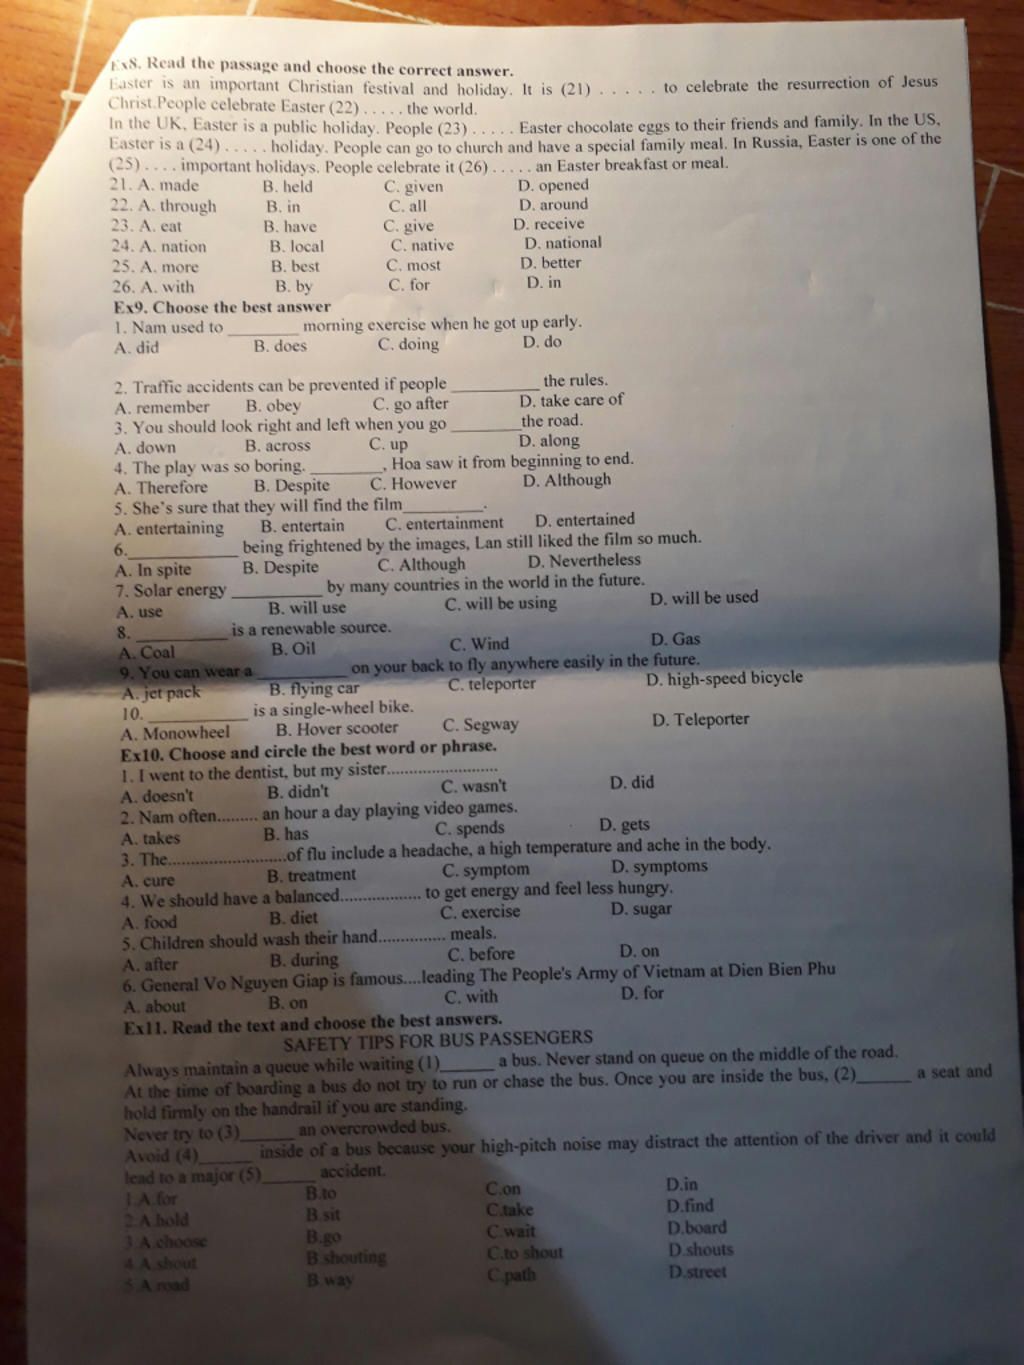 Ex8. Read the passage and choose the correct answer.
Easter is an important Christian festival and holiday. It is (21) . . . . . to celebrate the resurrection of Jesus
Christ.People celebrate Easter (22) . . . . . the world.
In the UK, Easter is a public holiday. People (23) . . . . . Easter chocolate eggs to their friends and family. In the US,
Easter is a (24) . . . . . holiday. People can go to church and have a special family meal. In Russia, Easter is one of the
(25) . . . . important holidays. People celebrate it (26) . . . . . an Easter breakfast or meal.
21. A. made B. held C. given D. opened
22. A. through B. in C. all D. around
23. A. eat B. have C. give D. receive
24. A. nation B. local C. native D. national
25. A. more B. best C. most D. better
26. A. with B. by C. for D. in
Ex9. Choose the best answer
1. Nam used to ________ morning exercise when he got up early.
A. did B. does C. doing D. do
2. Traffic accidents can be prevented if people __________ the rules.
A. remember B. obey C. go after D. take care of
3. You should look right and left when you go ________the road.
A. down B. across C. up D. along
4. The play was so boring. ________, Hoa saw it from beginning to end.
A. Therefore B. Despite C. However D. Although
5. She's sure that they will find the film_________.
A. entertaining B. entertain C. entertainment D. entertained
6.____________ being frightened by the images, Lan still liked the film so much.
A. In spite B. Despite C. Although D. Nevertheless
7. Solar energy __________ by many countries in the world in the future.
A. use B. will use C. will be using D. will be used
8. __________ is a renewable source.
A. Coal B. Oil C. Wind D. Gas
9. You can wear a __________ on your back to fly anywhere easily in the future.
A. jet pack B. flying car C. teleporter D. high-speed bicycle
10. ___________ is a single-wheel bike.
A. Monowheel B. Hover scooter C. Segway D. Teleporter
Ex10. Choose and circle the best word or phrase.
1. I went to the dentist, but my sister..........................
A. doesn't B. didn't C. wasn't D. did
2. Nam often......... an hour a day playing video games.
A. takes B. has C. spends D. gets
3. The...........................of flu include a headache, a high temperature and ache in the body.
A. cure B. treatment C. symptom D. symptoms
4. We should have a balanced................... to get energy and feel less hungry.
A. food B. diet C. exercise D. sugar
5. Children should wash their hand............... meals.
A. after B. during C. before D. on
6. General Vo Nguyen Giap is famous....leading The People's Army of Vietnam at Dien Bien Phu
A. about B. on C. with D. for
Ex11. Read the text and choose the best answers.
SAFETY TIPS FOR BUS PASSENGERS
Always maintain a queue while waiting (1)______ a bus. Never stand on queue on the middle of the road.
At the time of boarding a bus do not try to run or chase the bus. Once you are inside the bus, (2)______ a seat and
hold firmly on the handrail if you are standing.
Never try to (3)______ an overcrowded bus.
Avoid (4)______ inside of a bus because your high-pitch noise may distract the attention of the driver and it could
lead to a major (5)______ accident.
1.A.for B.to C.on D.in
2.A.hold B.sit C.take D.find
3.A.choose B.go C.wait D.board
4.A.shout B.shouting C.to shout D.shouts
5.A.road B.way C.path D.street